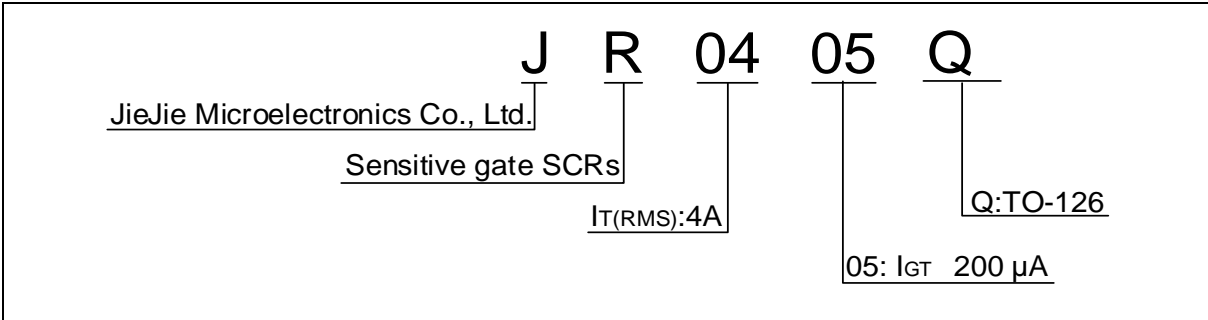 J R 04 05 Q
JieJie Microelectronics Co., Ltd.
Sensitive gate SCRs
IT(RMS):4A
Q:TO-126
05: IGT 200 μA